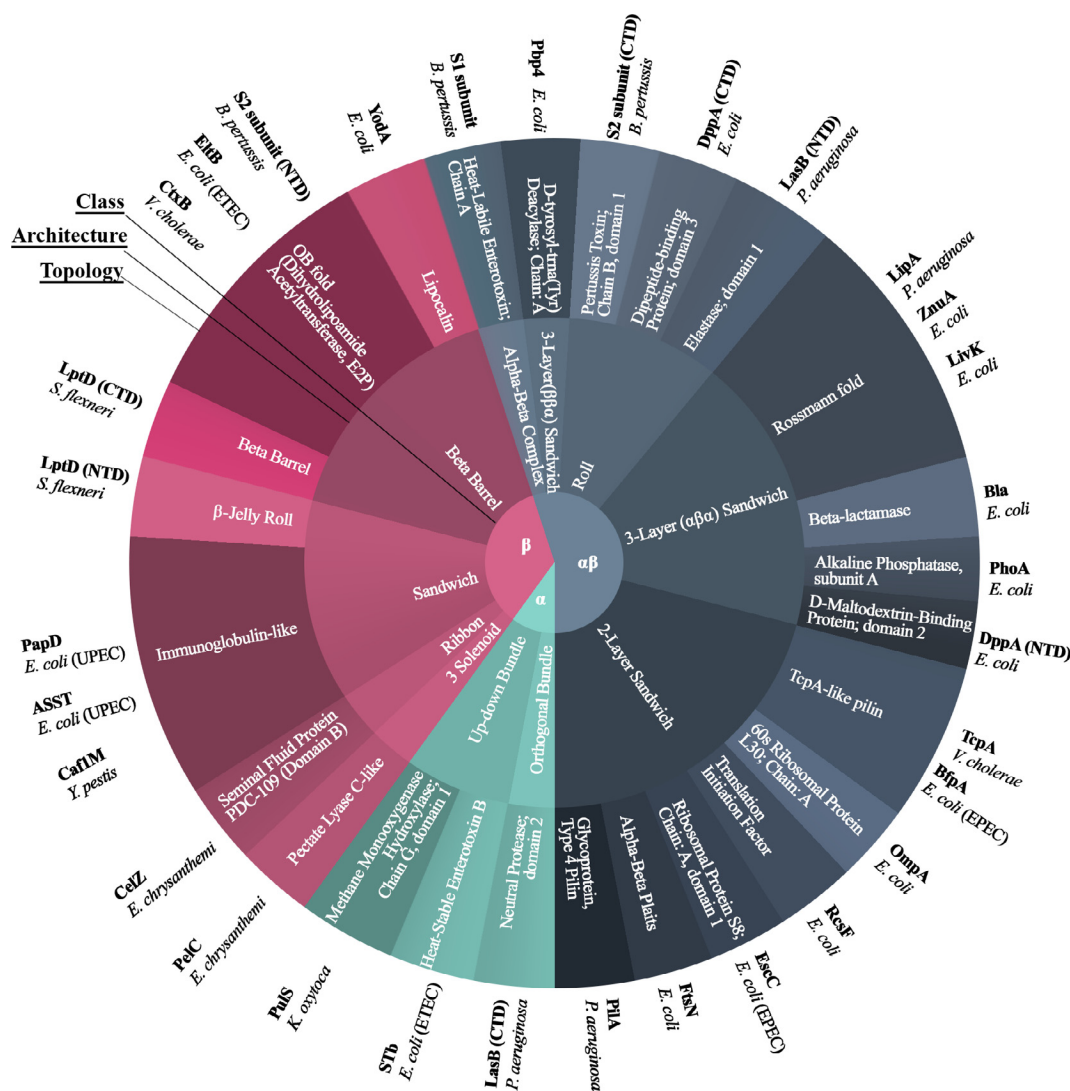 Class
Architecture
Topology
β
αβ
α
Beta Barrel
Sandwich
Ribbon
3 Solenoid
Up-down Bundle
Orthogonal Bundle
2-Layer Sandwich
3-Layer (αβα) Sandwich
Roll
3-Layer(ββα) Sandwich
Alpha-Beta Complex
Heat-Labile Enterotoxin;
Chain A
D-tyrosyl-trna(Tyr)
Deacylase; Chain: A
Pertussis Toxin;
Chain B, domain 1
Dipeptide-binding
Protein; domain 3
Elastase; domain 1
Rossmann fold
Beta-lactamase
Alkaline Phosphatase,
subunit A
D-Maltodextrin-Binding
Protein; domain 2
TcpA-like pilin
60s Ribosomal Protein
L30; Chain: A
Translation
Initiation Factor
Ribosomal Protein S8;
Chain: A, domain 1
Alpha-Beta Plaits
Glycoprotein,
Type 4 Pilin
Neutral Protease;
domain 2
Heat-Stable Enterotoxin B
Methane Monooxygenase
Hydroxylase;
Chain G, domain 1
Pectate Lyase C-like
Seminal Fluid Protein
PDC-109 (Domain B)
Immunoglobulin-like
β-Jelly Roll
Beta Barrel
OB fold
(Dihydrolipoamide
Acetyltransferase, E2P)
Lipocalin
S1 subunit
B. pertussis
Pbp4
E. coli
S2 subunit (CTD)
B. pertussis
DppA (CTD)
E. coli
LasB (NTD)
P. aeruginosa
LipA
P. aeruginosa
ZnuA
E. coli
LivK
E. coli
Bla
E. coli
PhoA
E. coli
DppA (NTD)
E. coli
TcpA
V. cholerae
BfpA
E. coli (EPEC)
OmpA
E. coli
RcsF
E. coli
EscC
E. coli (EPEC)
FtsN
E. coli
PilA
P. aeruginosa
LasB (CTD)
P. aeruginosa
STb
E. coli (ETEC)
PulS
K. oxytoca
PelC
E. chrysanthemi
CelZ
E. chrysanthemi
Caf1M
Y. pestis
ASST
E. coli (UPEC)
PapD
E. coli (UPEC)
LptD (NTD)
S. flexneri
LptD (CTD)
S. flexneri
CtxB
V. cholerae
EltB
E. coli (ETEC)
S2 subunit (NTD)
B. pertussis
YodA
E. coli